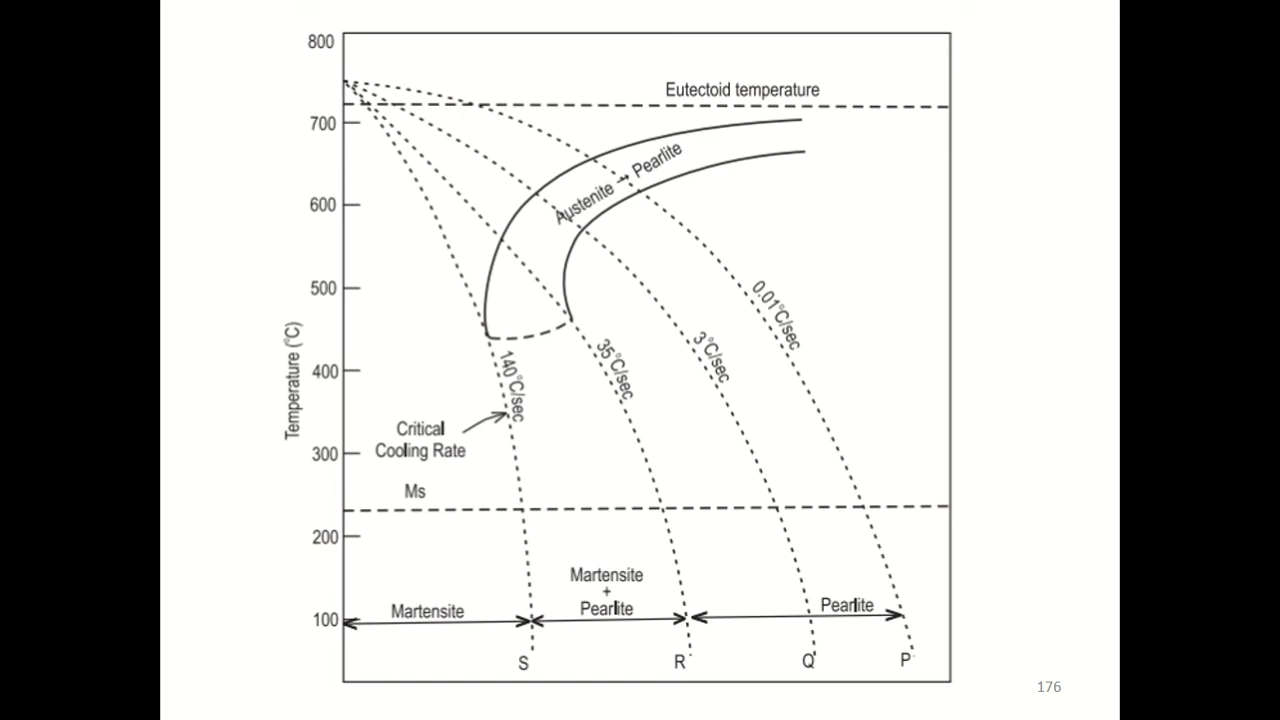 800
Eutectoid temperature
700
Austenite → Pearlite
600
500
0.01°C/sec
3°C/sec
35°C/sec
140°C/sec
Temperature (°C)
400
Critical
Cooling Rate
300
Ms
200
Martensite
+
Pearlite
Martensite
Pearlite
100
S
R
Q
P
176